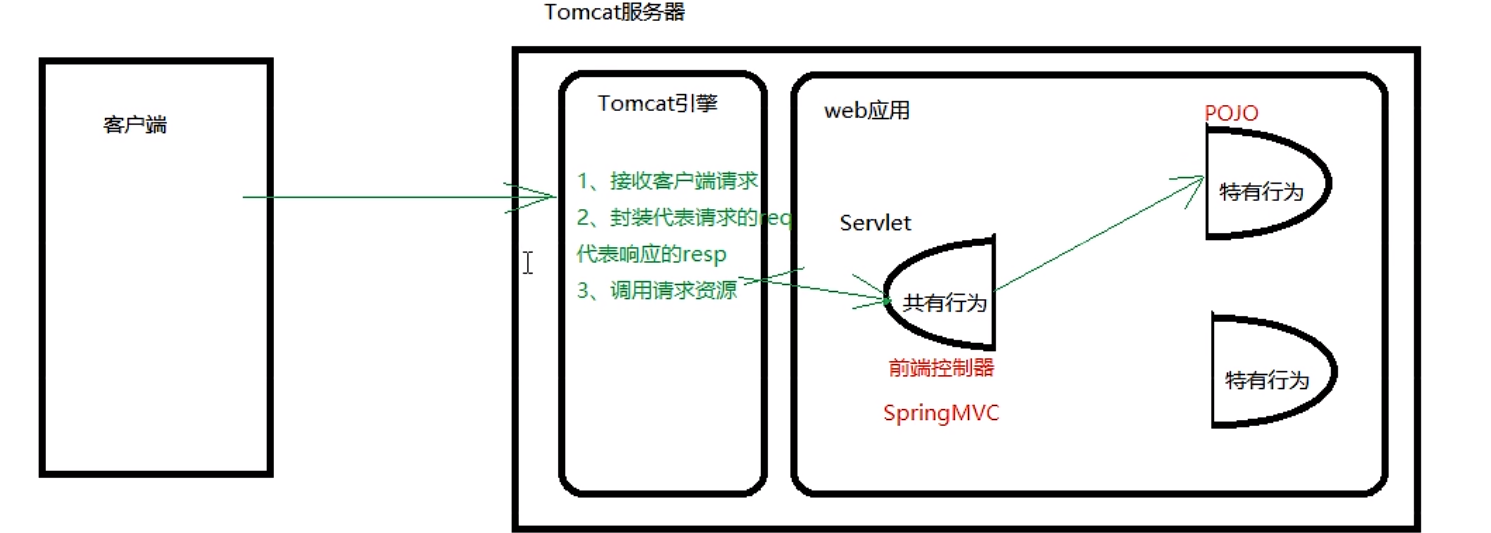 Tomcat服务器
客户端
Tomcat引擎
1、接收客户端请求
2、封装代表请求的req
代表响应的resp
3、调用请求资源
web应用
Servlet
共有行为
前端控制器
SpringMVC
POJO
特有行为
特有行为